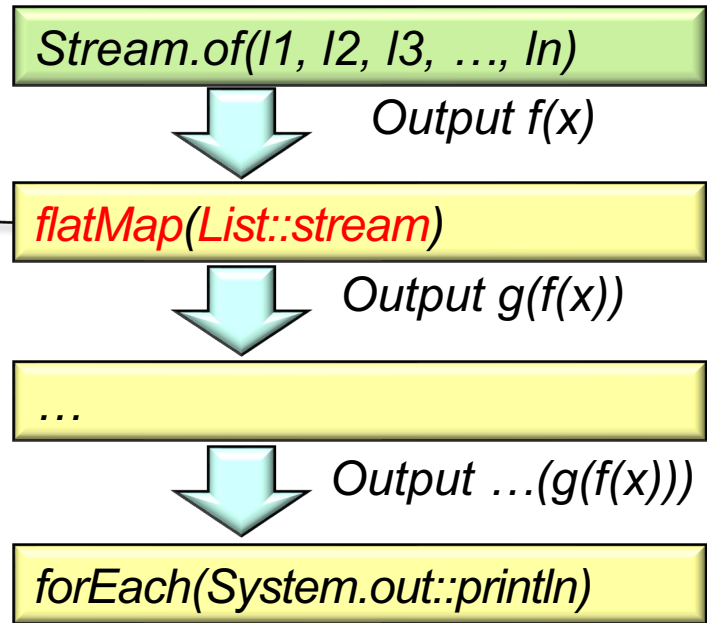 Stream.of(l1, l2, l3, …, ln)
Output f(x)
flatMap(List::stream)
Output g(f(x))
…
Output …(g(f(x)))
forEach(System.out::println)